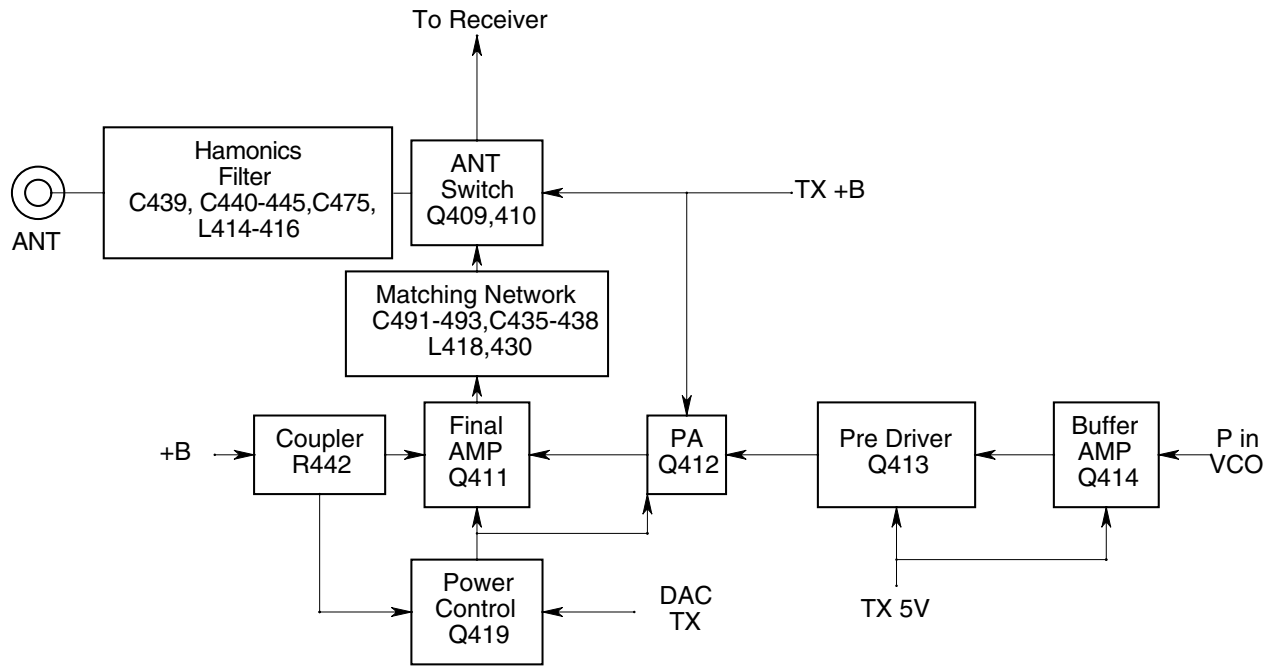 To Receiver
Hamonics
Filter
C439, C440-445,C475,
L414-416
ANT
ANT
Switch
Q409,410
TX +B
Matching Network
C491-493,C435-438
L418,430
+B
Coupler
R442
Final
AMP
Q411
PA
Q412
Pre Driver
Q413
Buffer
AMP
Q414
P in
VCO
Power
Control
Q419
DAC
TX
TX 5V